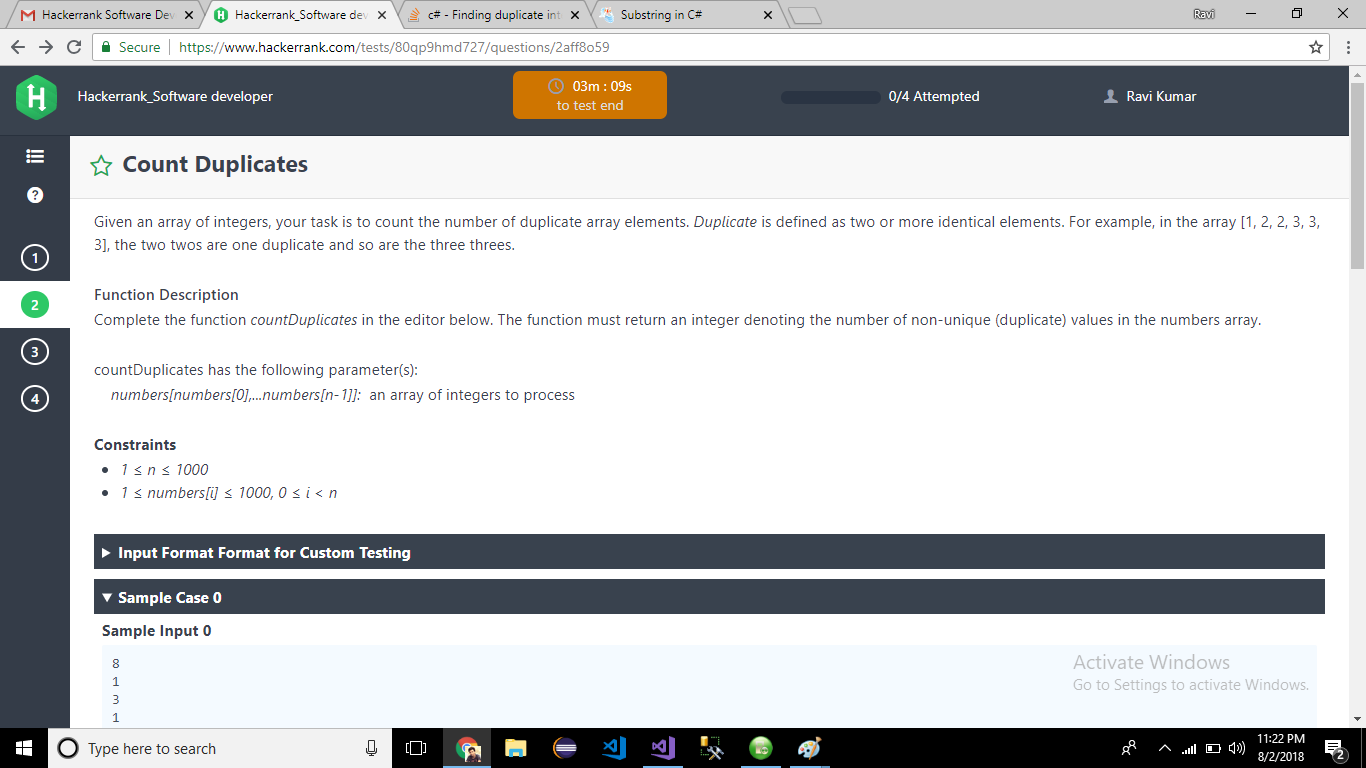 Hackerrank Software Dev
Hackerrank_Software dev
c# - Finding duplicate int
Substring in C#
Ravi
Secure
https://www.hackerrank.com/tests/80qp9hmd727/questions/2aff8o59
H
Hackerrank_Software developer
03m : 09s
to test end
0/4 Attempted
Ravi Kumar
?
1
2
3
4
Count Duplicates
Given an array of integers, your task is to count the number of duplicate array elements. Duplicate is defined as two or more identical elements. For example, in the array [1, 2, 2, 3, 3,
3], the two twos are one duplicate and so are the three threes.
Function Description
Complete the function countDuplicates in the editor below. The function must return an integer denoting the number of non-unique (duplicate) values in the numbers array.
countDuplicates has the following parameter(s):
numbers[numbers[0],...numbers[n-1]]: an array of integers to process
Constraints
1 ≤ n ≤ 1000
1 ≤ numbers[i] ≤ 1000, 0 ≤ i < n
Input Format Format for Custom Testing
Sample Case 0
Sample Input 0
8
1
3
1
Activate Windows
Go to Settings to activate Windows.
Type here to search
11:22 PM
8/2/2018
2